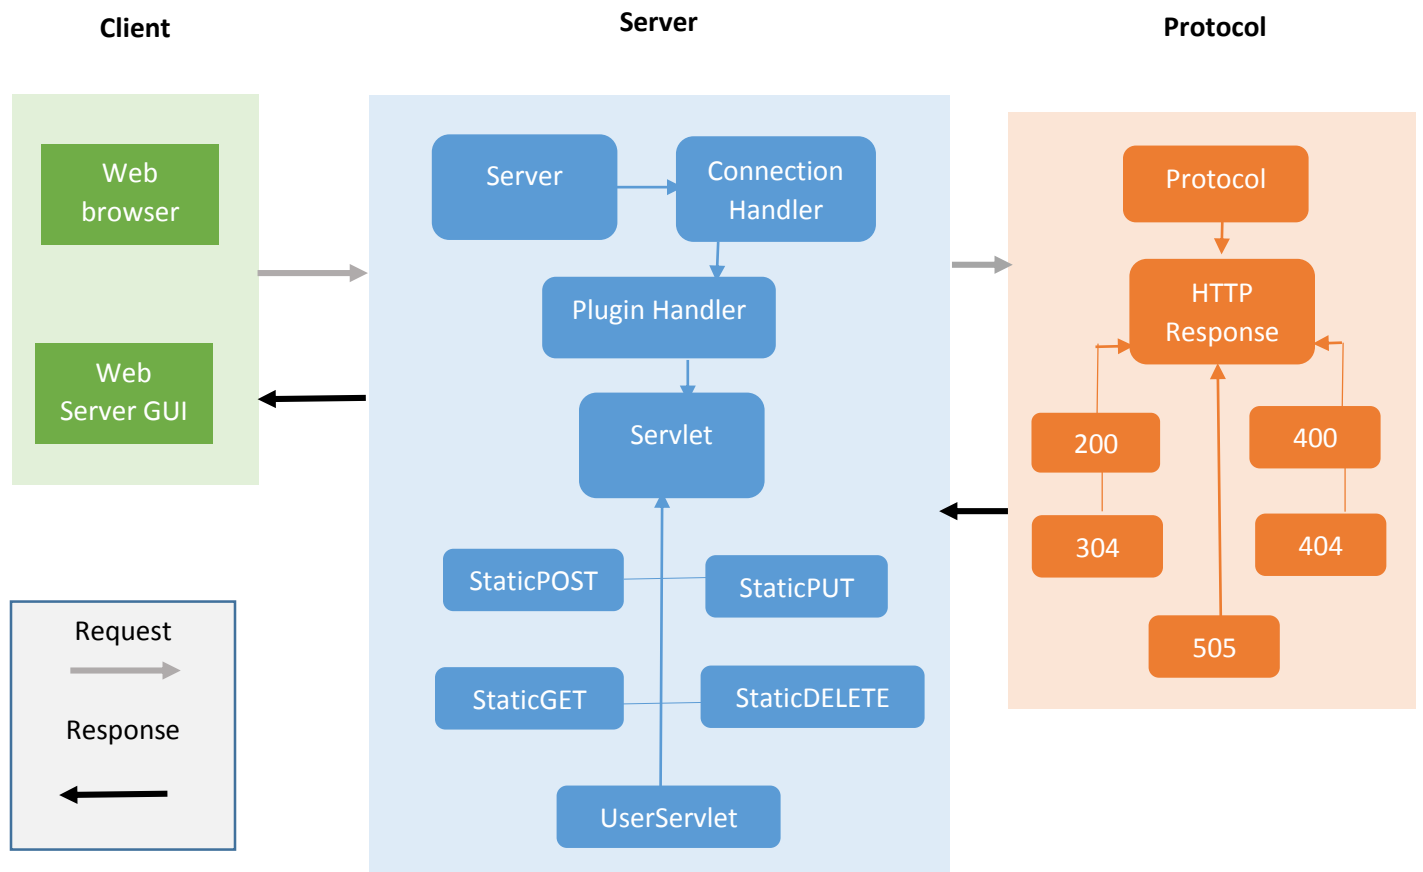 Client
Server
Protocol
Web
browser
Web
Server GUI
Request
Response
Server
Connection
Handler
Plugin Handler
Servlet
StaticPOST
StaticPUT
StaticGET
StaticDELETE
UserServlet
Protocol
HTTP
Response
200
400
304
404
505